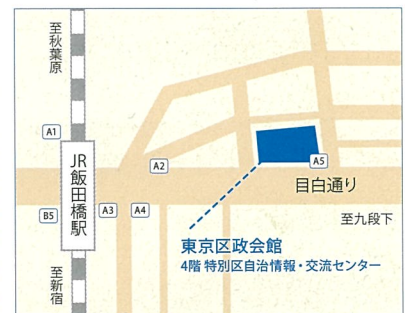 至秋葉原
A1
JR飯田橋駅
A2
A5
目白通り
B5
A3
A4
至九段下
東京区政会館
4階 特別区自治情報・交流センター
至新宿